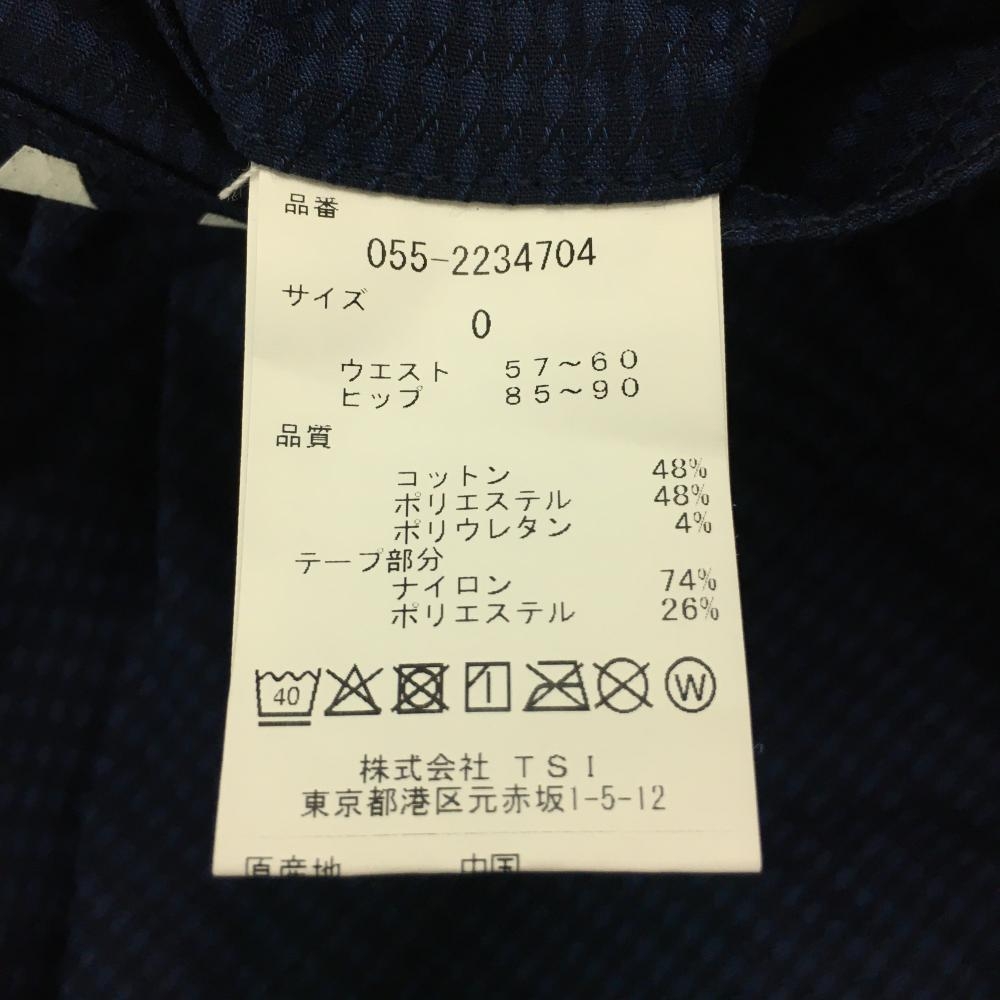 品番
055-2234704
サイズ
0
ウエスト 57~60
ヒップ 85~90
品質
コットン 48%
ポリエステル 48%
ポリウレタン 4%
テープ部分
ナイロン 74%
ポリエステル 26%
40 W
株式会社 TSI
東京都港区元赤坂1-5-12
原産地 中国